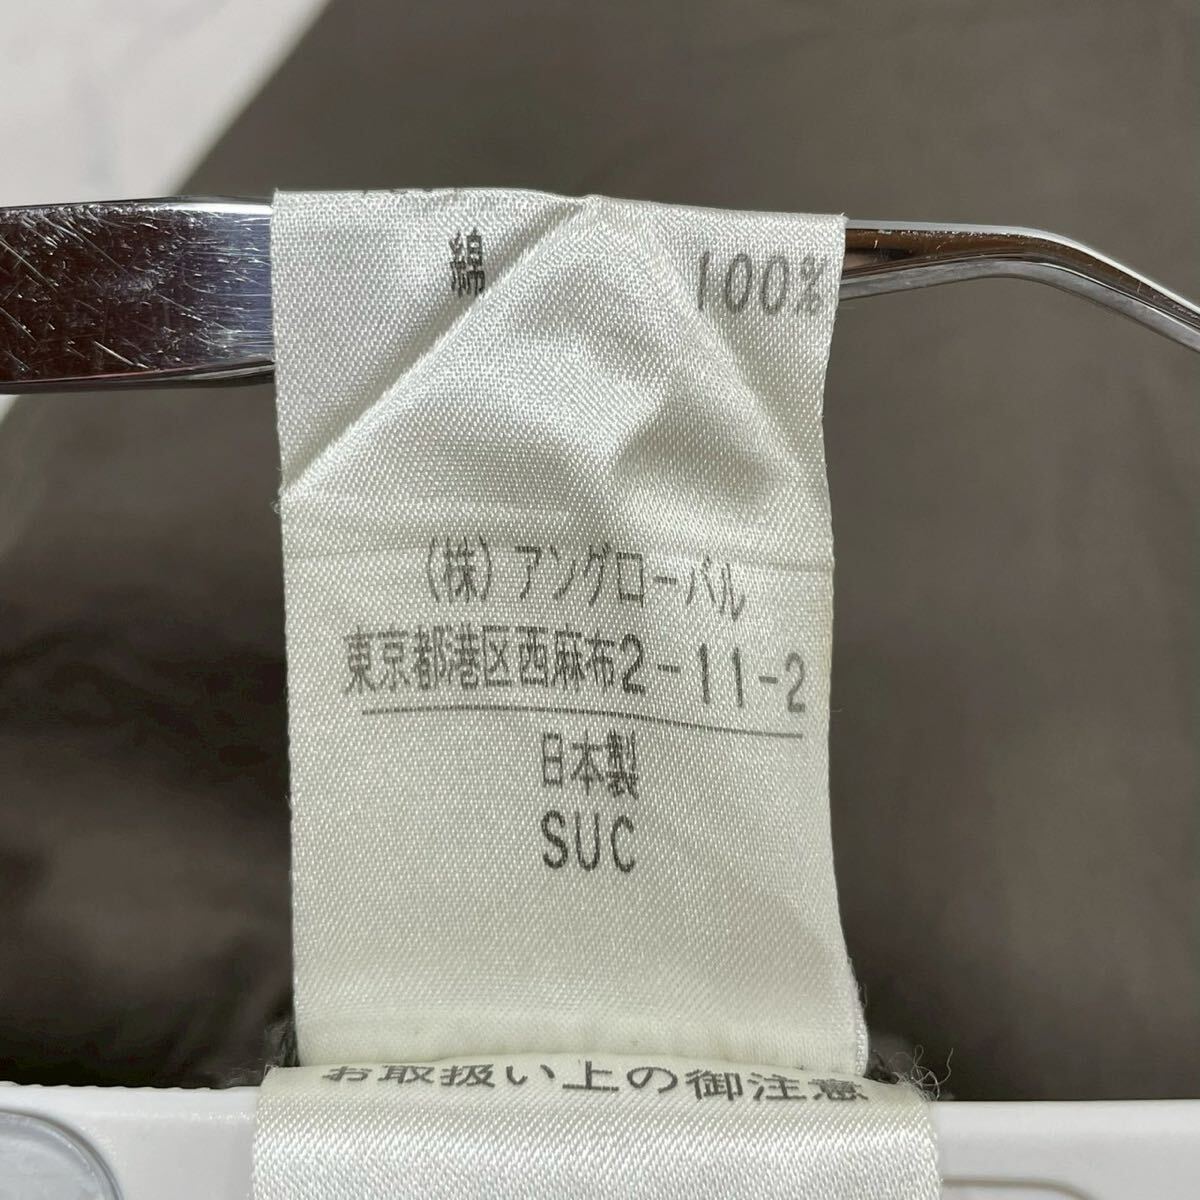 綿 100%
(株)アングローバル
東京都港区西麻布2-11-2
日本製
SUC
お取扱い上の御注意